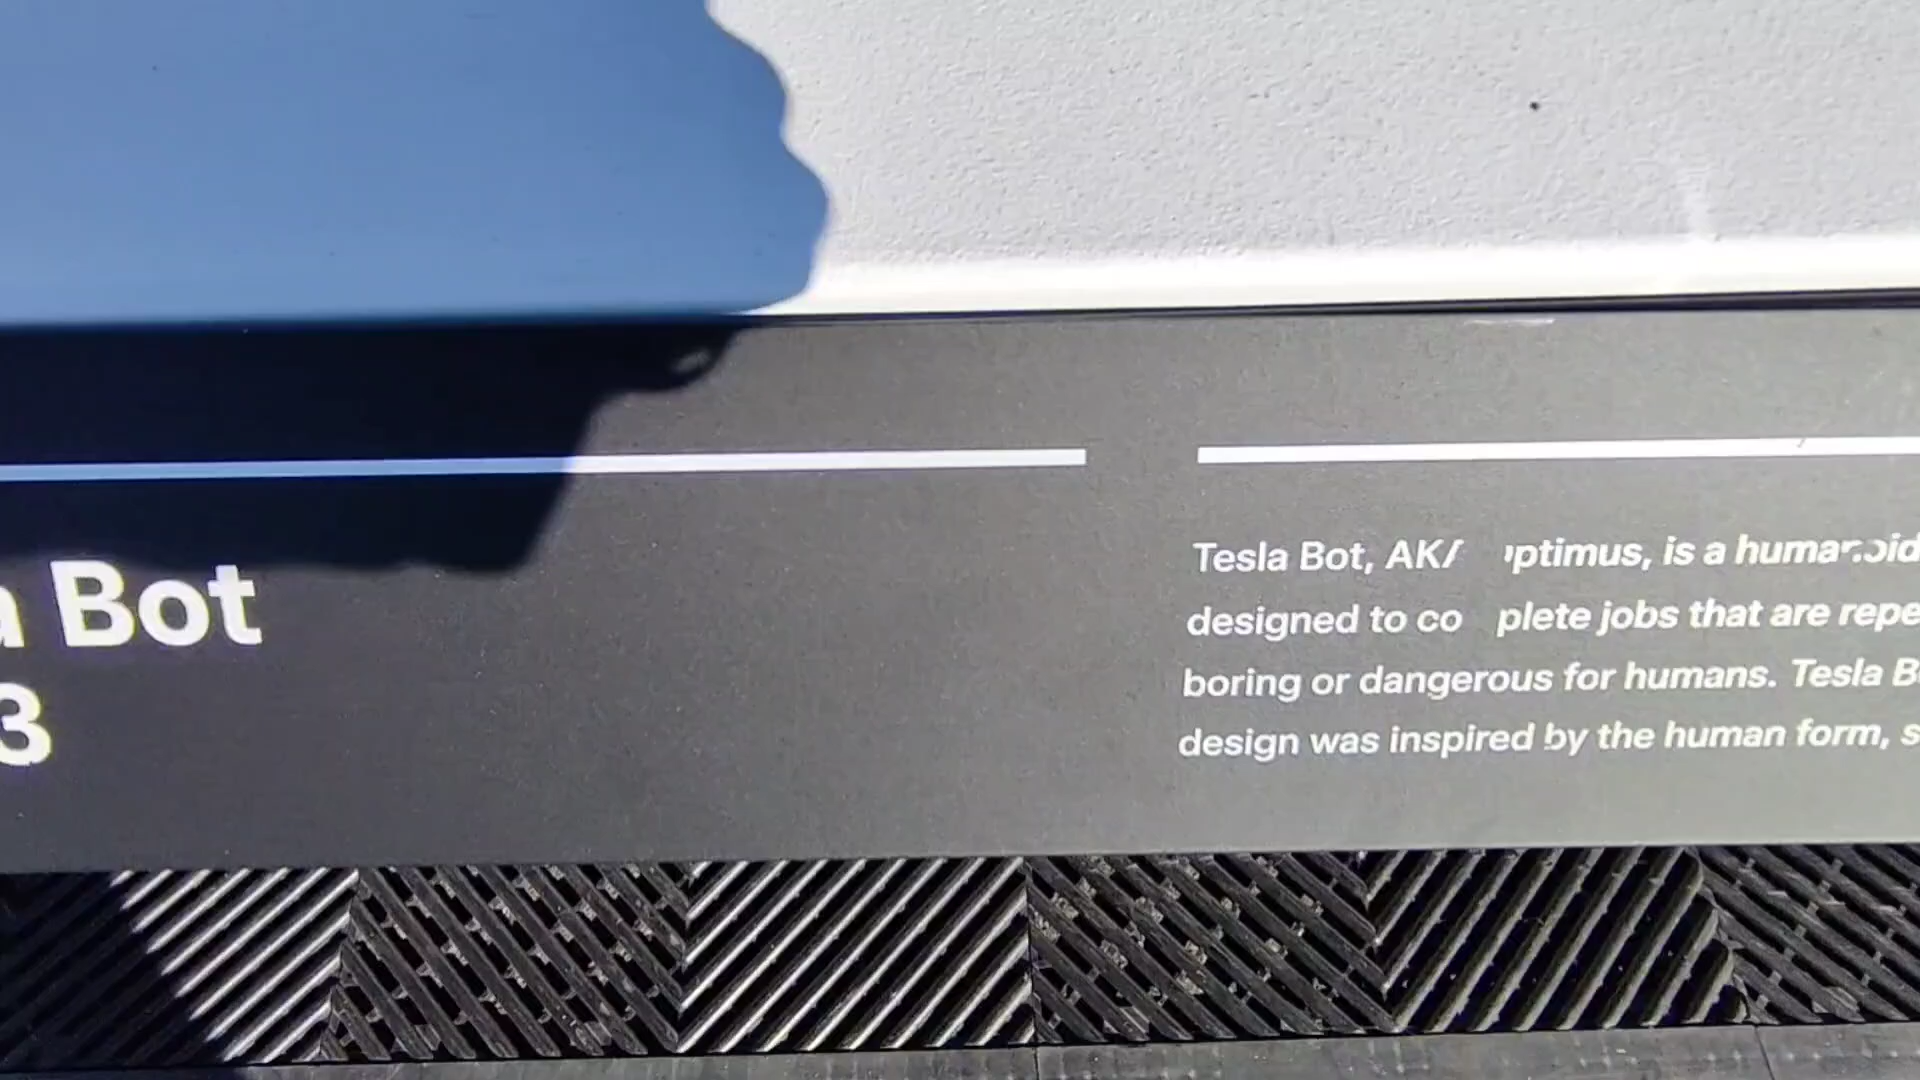 a Bot
3
Tesla Bot, AK ptimus, is a humanoid
designed to co plete jobs that are repe
boring or dangerous for humans. Tesla B
design was inspired by the human form, s